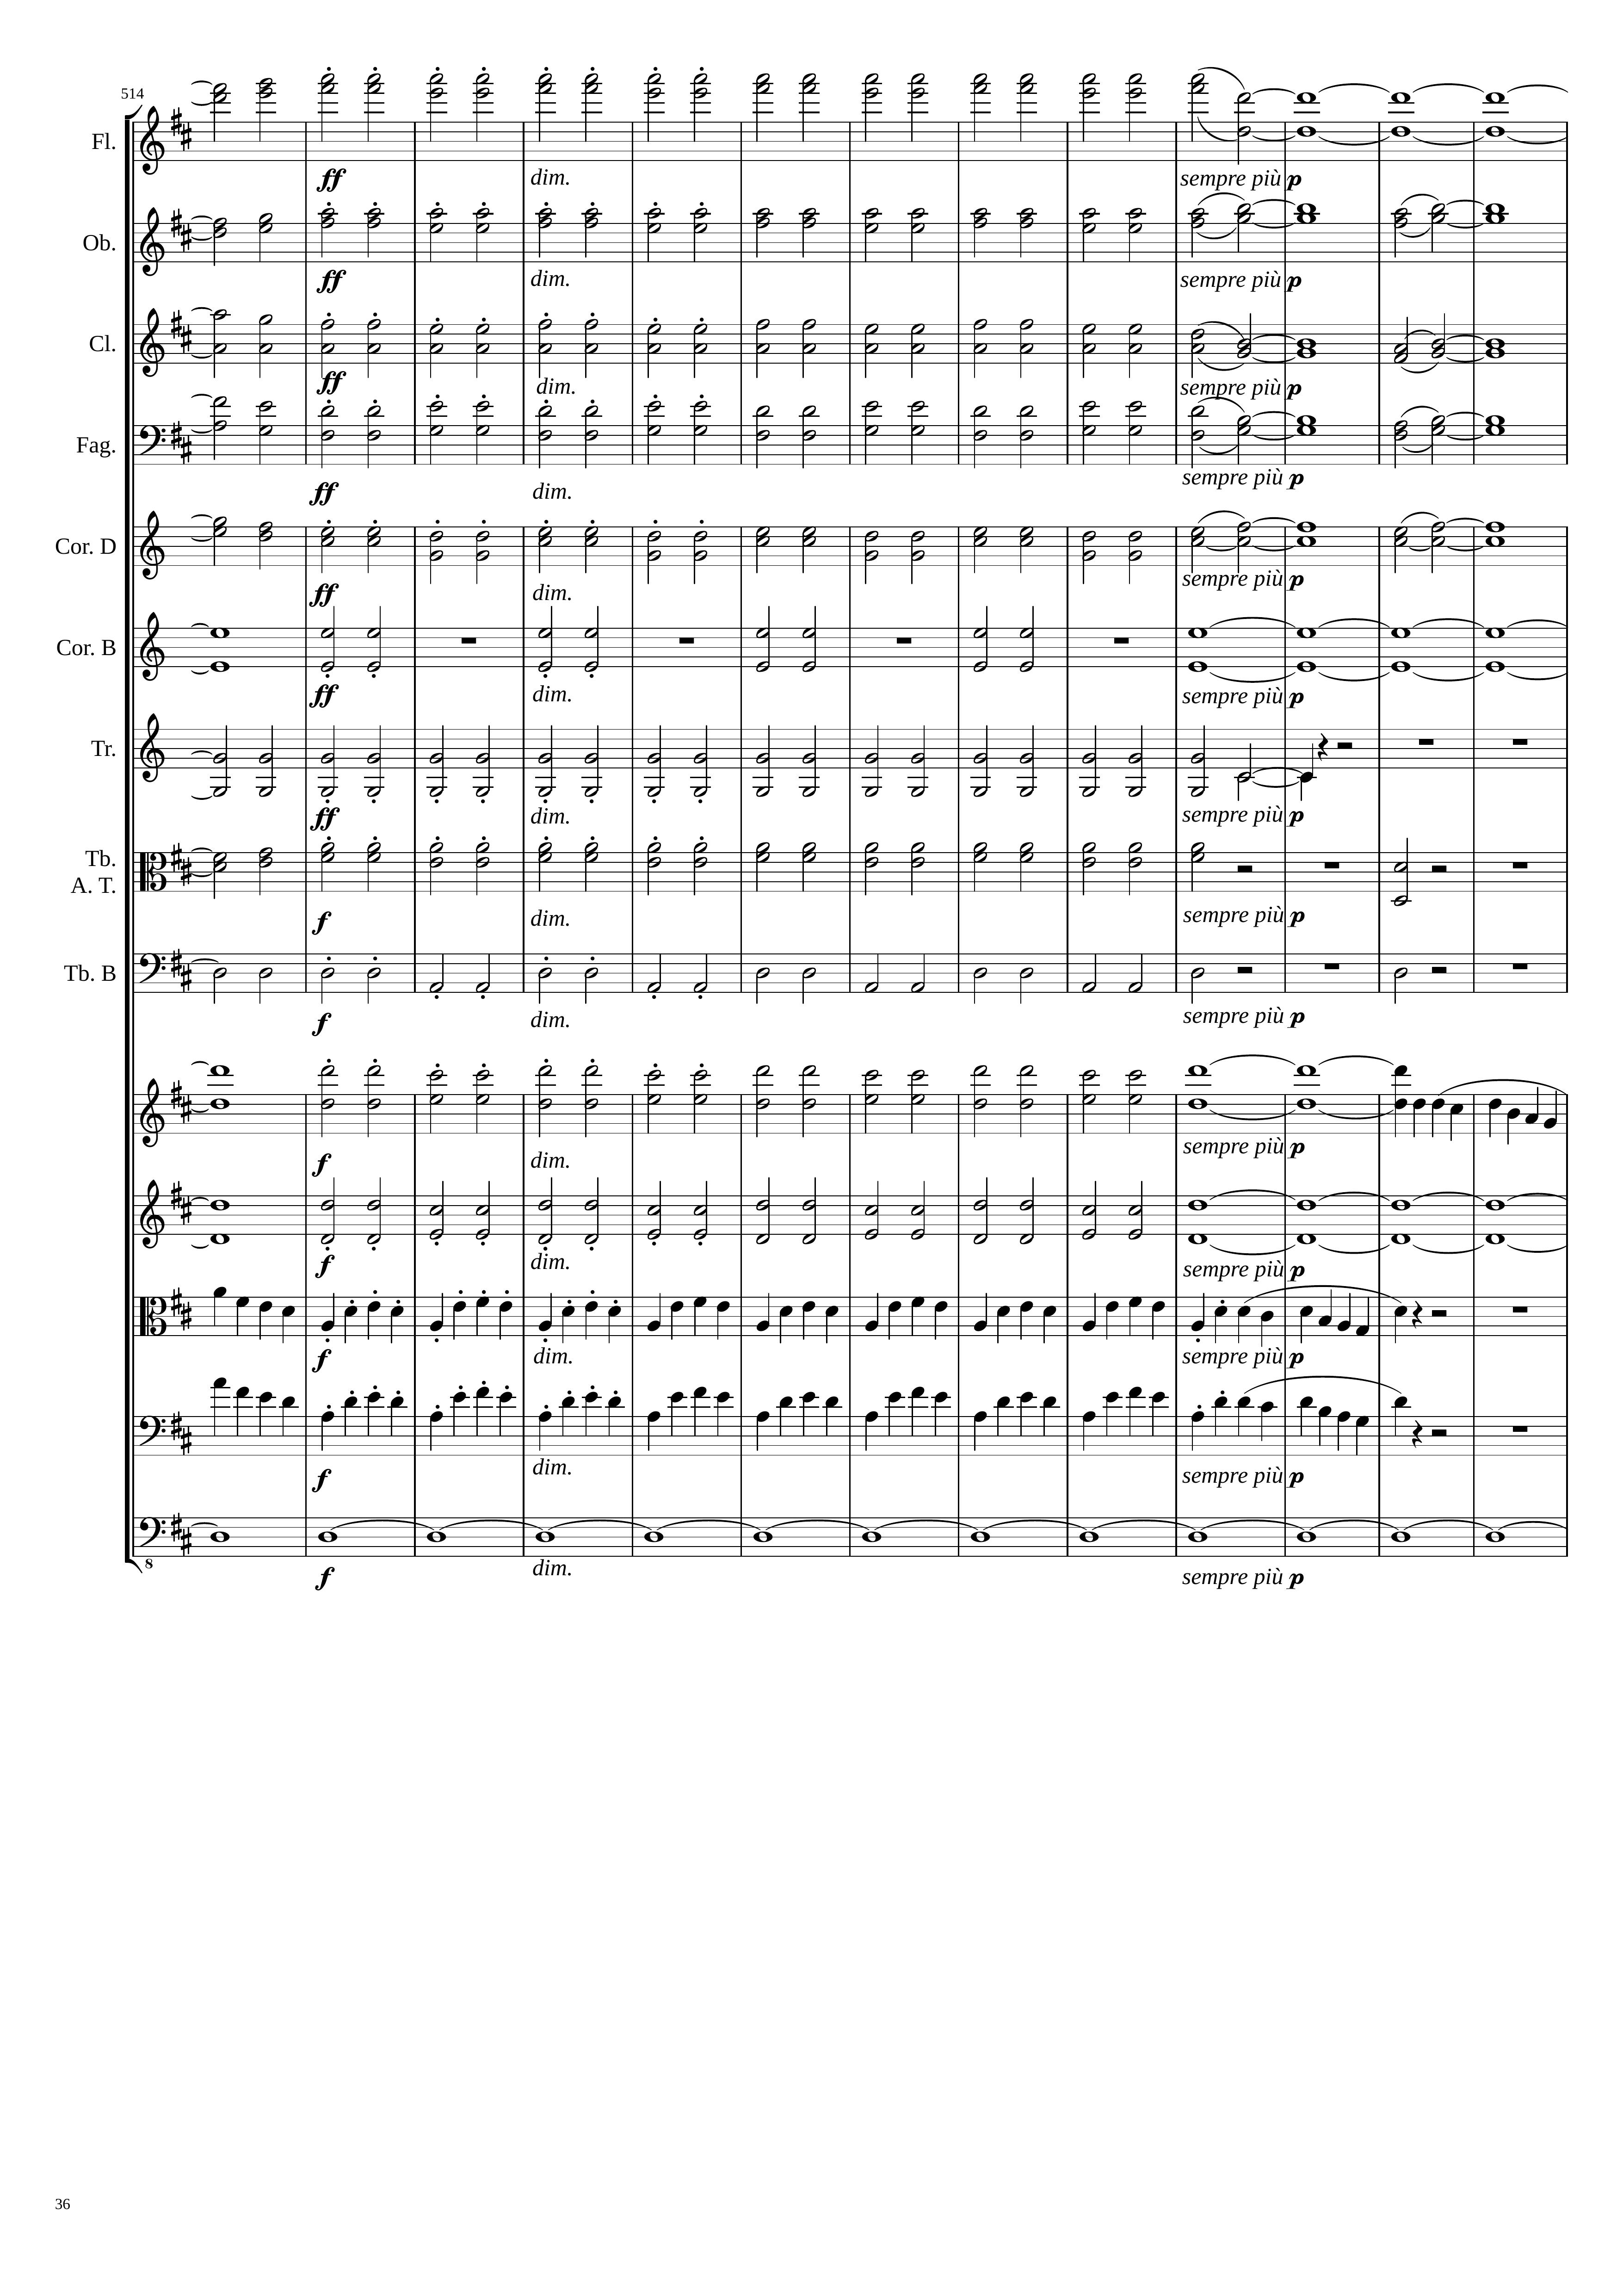 514
Fl.
ff dim. sempre più p
Ob.
ff dim. sempre più p
Cl.
ff dim. sempre più p
Fag.
ff dim. sempre più p
Cor. D
ff dim. sempre più p
Cor. B
ff dim. sempre più p
Tr.
ff dim. sempre più p
Tb.
A. T.
f dim. sempre più p
Tb. B
f dim. sempre più p
f dim. sempre più p
f dim. sempre più p
f dim. sempre più p
f dim. sempre più p
8
f dim. sempre più p
36